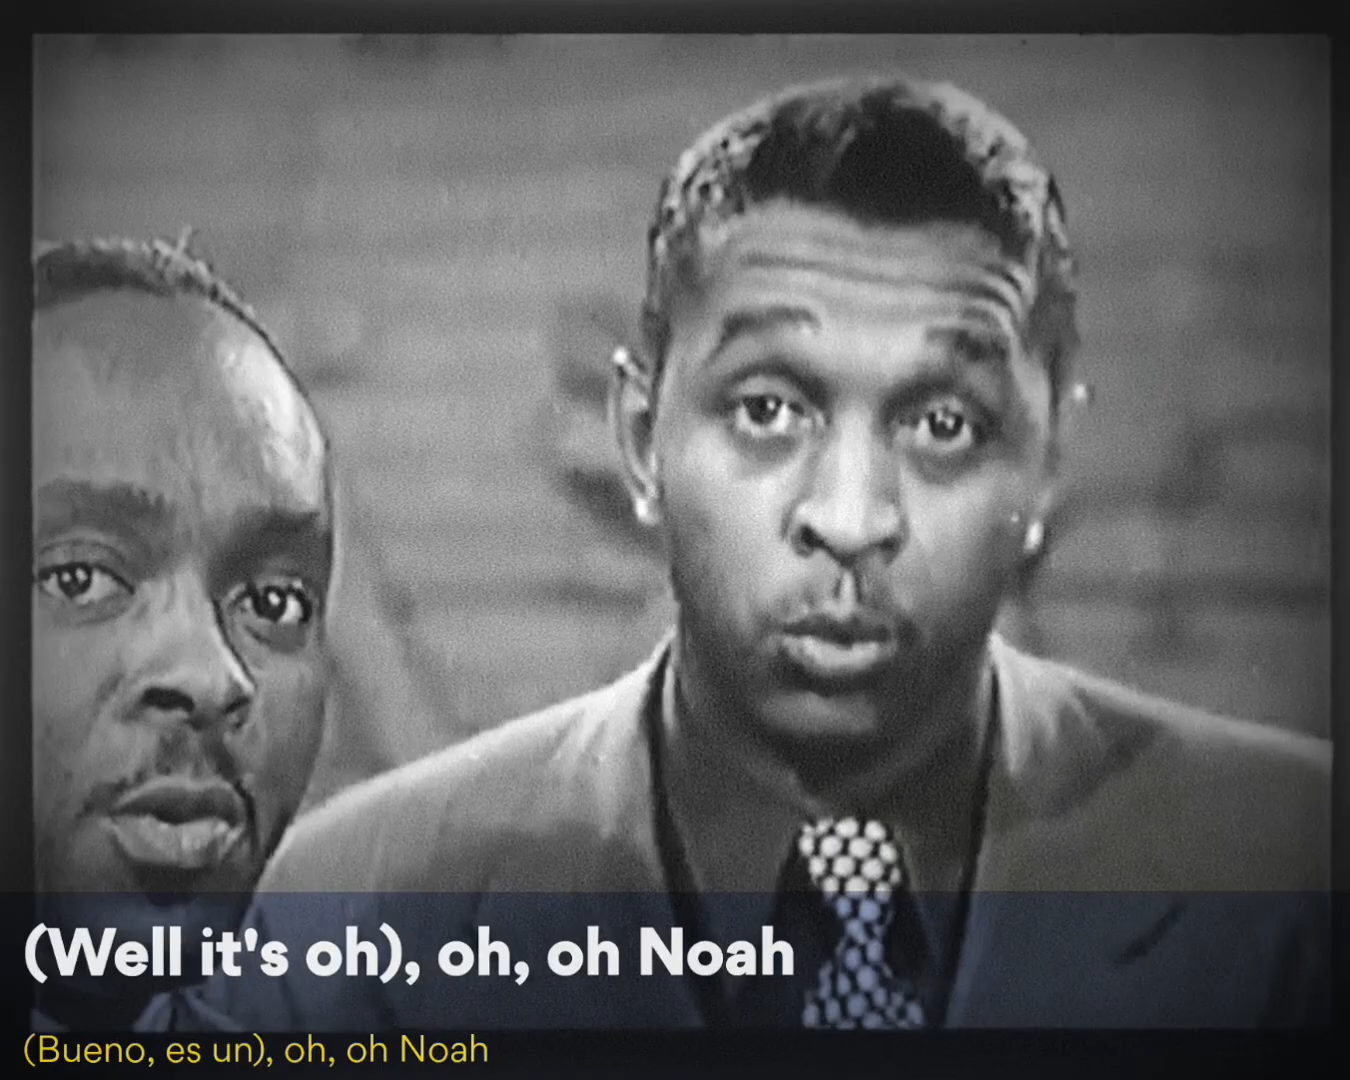 (Well it's oh), oh, oh Noah
(Bueno, es un), oh, oh Noah